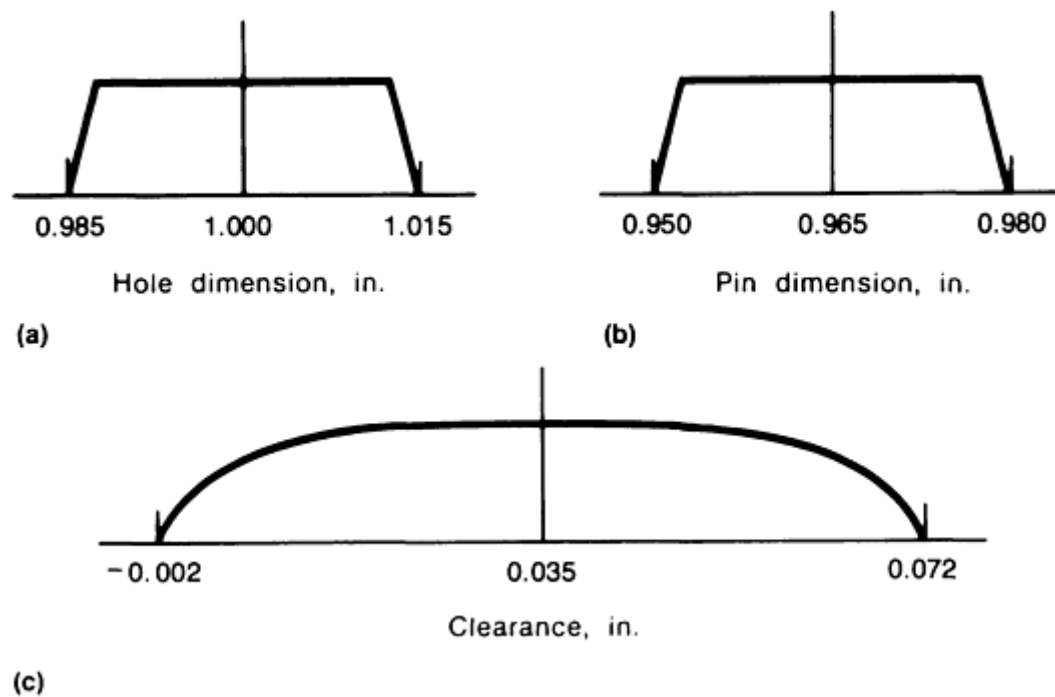 0.985 1.000 1.015
Hole dimension, in.
(a)
0.950 0.965 0.980
Pin dimension, in.
(b)
−0.002 0.035 0.072
Clearance, in.
(c)